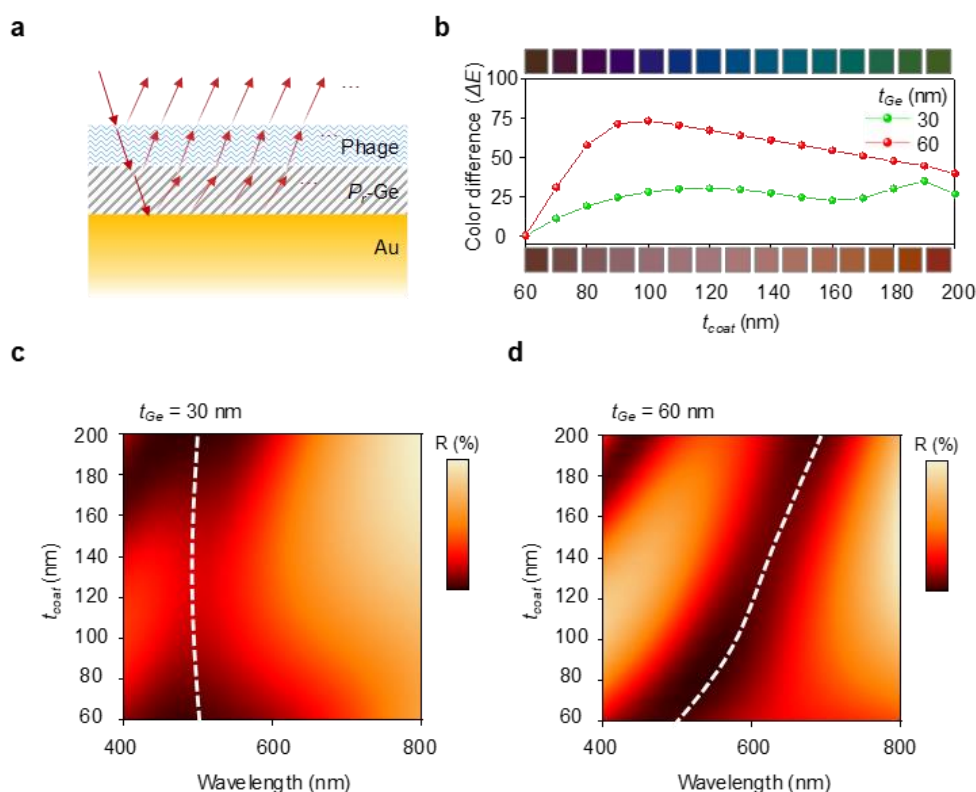 a
...
...
Phage
...
Pr-Ge
Au
b
Color difference (ΔE)
100
75
50
25
0
tGe (nm)
30
60
60 80 100 120 140 160 180 200
tcoat (nm)
c
tGe = 30 nm
R (%)
tcoat (nm)
200
180
160
140
120
100
80
60
400 600 800
Wavelength (nm)
d
tGe = 60 nm
R (%)
tcoat (nm)
200
180
160
140
120
100
80
60
400 600 800
Wavelength (nm)